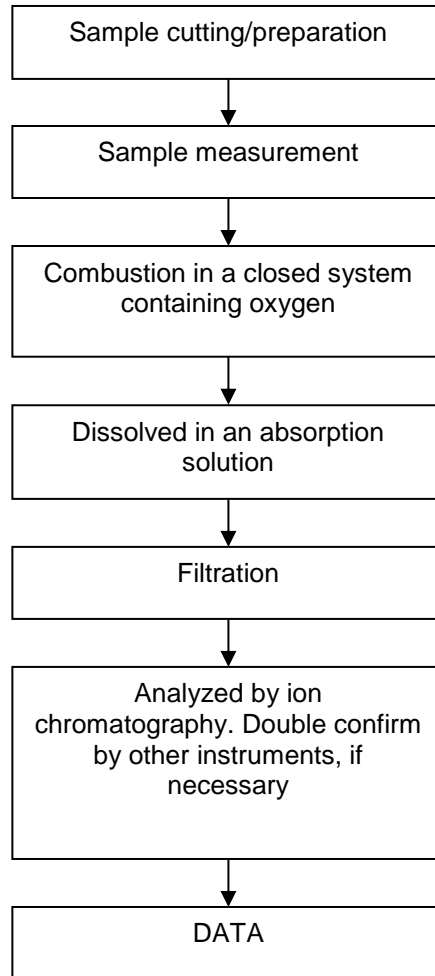 Sample cutting/preparation
Sample measurement
Combustion in a closed system
containing oxygen
Dissolved in an absorption
solution
Filtration
Analyzed by ion
chromatography. Double confirm
by other instruments, if
necessary
DATA